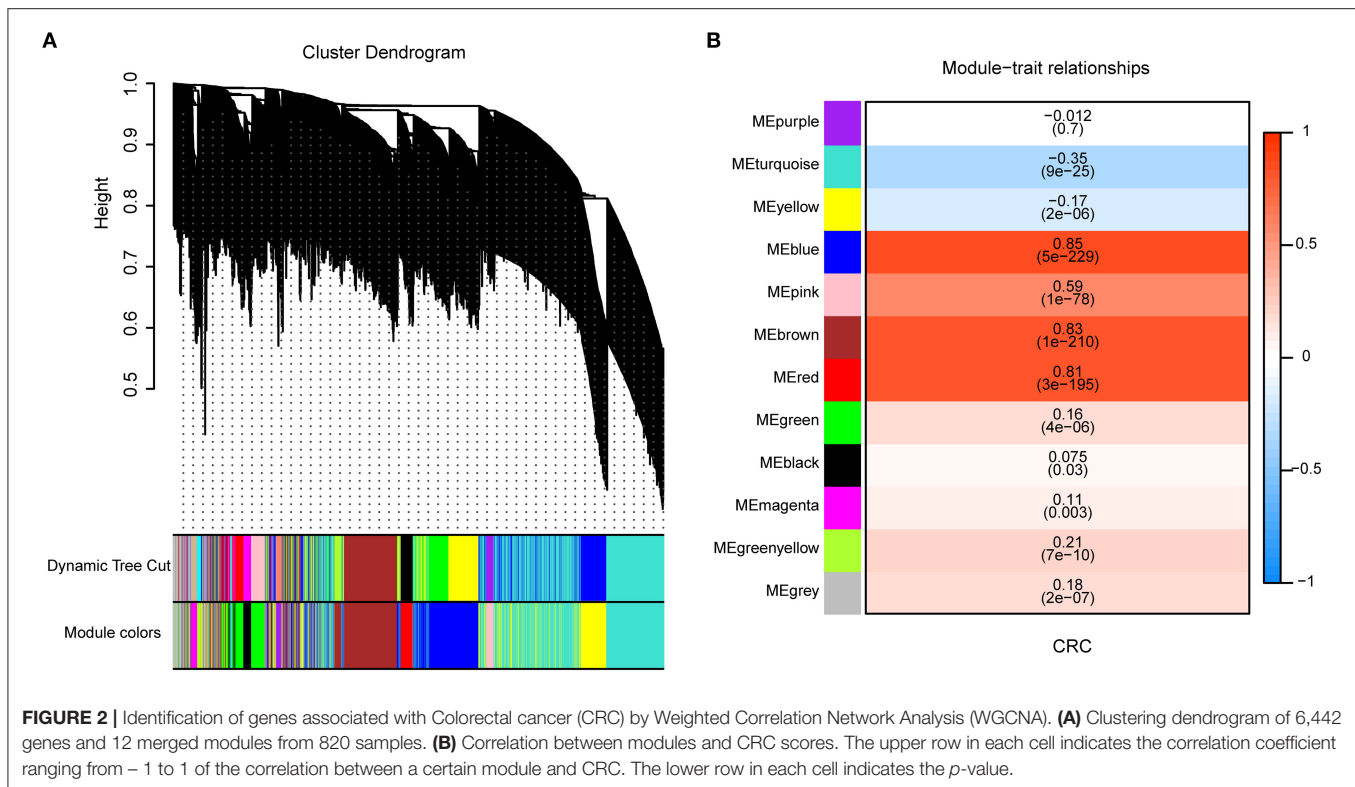 A
Cluster Dendrogram
Height
1.0
0.9
0.8
0.7
0.6
0.5
Dynamic Tree Cut
Module colors
B
Module−trait relationships
MEpurple
−0.012
(0.7)
MEturquoise
−0.35
(9e−25)
MEyellow
−0.17
(2e−06)
MEblue
0.85
(5e−229)
MEpink
0.59
(1e−78)
MEbrown
0.83
(1e−210)
MEred
0.81
(3e−195)
MEgreen
0.16
(4e−06)
MEblack
0.075
(0.03)
MEmagenta
0.11
(0.003)
MEgreenyellow
0.21
(7e−10)
MEgrey
0.18
(2e−07)
CRC
1
0.5
0
−0.5
−1
FIGURE 2 | Identification of genes associated with Colorectal cancer (CRC) by Weighted Correlation Network Analysis (WGCNA). (A) Clustering dendrogram of 6,442
genes and 12 merged modules from 820 samples. (B) Correlation between modules and CRC scores. The upper row in each cell indicates the correlation coefficient
ranging from – 1 to 1 of the correlation between a certain module and CRC. The lower row in each cell indicates the p-value.